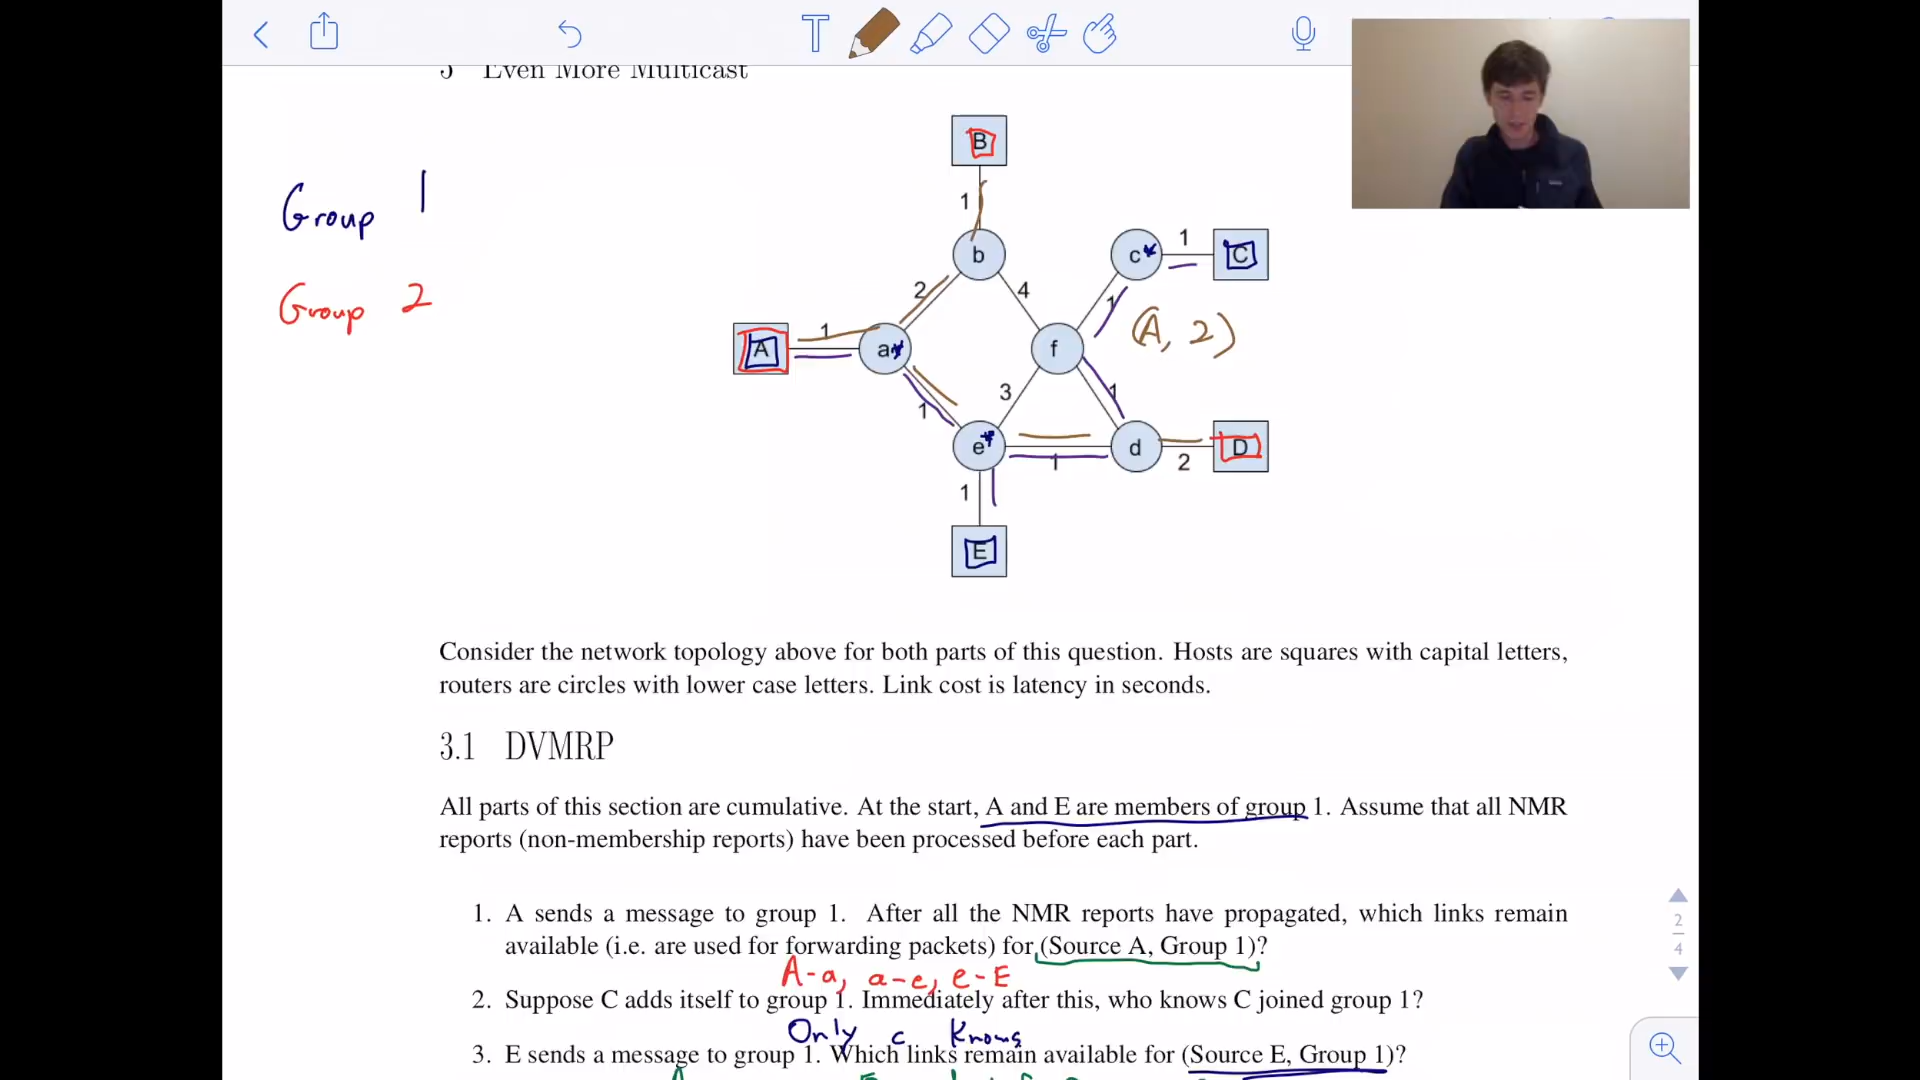 3 Even More Multicast
Group 1
Group 2
B
1
b
2
4
c*
1
C
1
(A, 2)
A
1
a*
f
1
3
1
e*
1
d
2
D
1
E
Consider the network topology above for both parts of this question. Hosts are squares with capital letters,
routers are circles with lower case letters. Link cost is latency in seconds.
3.1 DVMRP
All parts of this section are cumulative. At the start, A and E are members of group 1. Assume that all NMR
reports (non-membership reports) have been processed before each part.
1. A sends a message to group 1. After all the NMR reports have propagated, which links remain
available (i.e. are used for forwarding packets) for (Source A, Group 1)?
A-a, a-e, e-E
2. Suppose C adds itself to group 1. Immediately after this, who knows C joined group 1?
Only c knows
3. E sends a message to group 1. Which links remain available for (Source E, Group 1)?
2
4